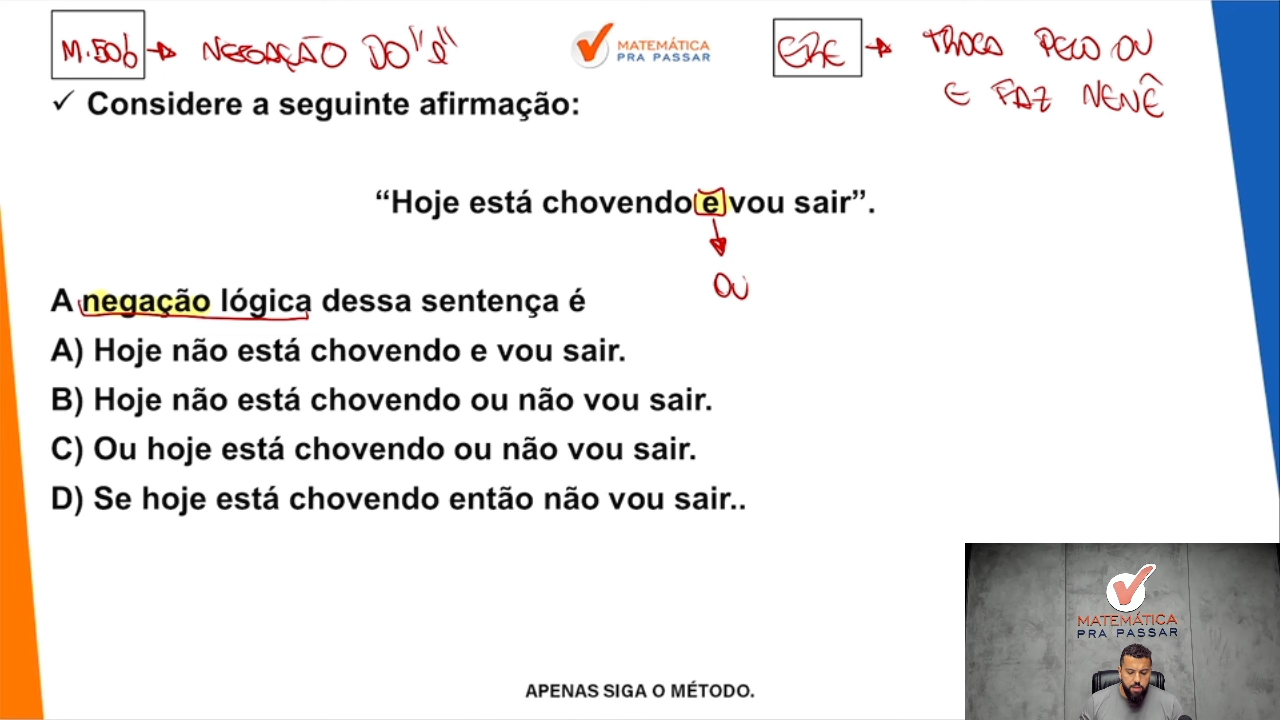 M.50b → NEGAÇÃO DO "e"
MATEMÁTICA
PRA PASSAR
→ TROCA PELO OU
E FAZ NENÊ
✓ Considere a seguinte afirmação:
“Hoje está chovendo e vou sair”.
OU
A negação lógica dessa sentença é
A) Hoje não está chovendo e vou sair.
B) Hoje não está chovendo ou não vou sair.
C) Ou hoje está chovendo ou não vou sair.
D) Se hoje está chovendo então não vou sair..
MATEMÁTICA
PRA PASSAR
APENAS SIGA O MÉTODO.